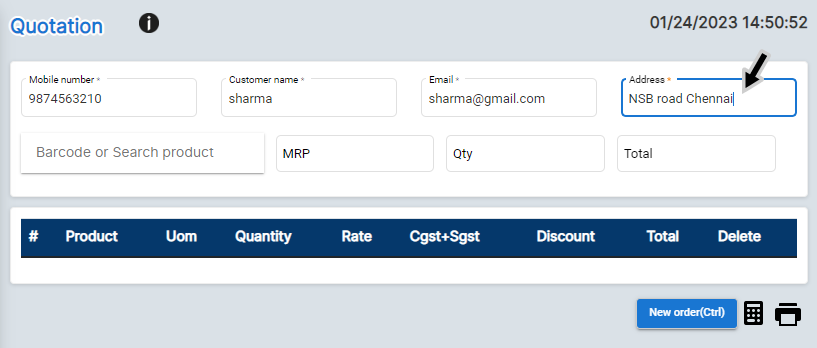 Quotation i 01/24/2023 14:50:52
Mobile number * Customer name * Email * Address *
9874563210 sharma sharma@gmail.com NSB road Chennai
Barcode or Search product MRP Qty Total
# Product Uom Quantity Rate Cgst+Sgst Discount Total Delete
New order(Ctrl)